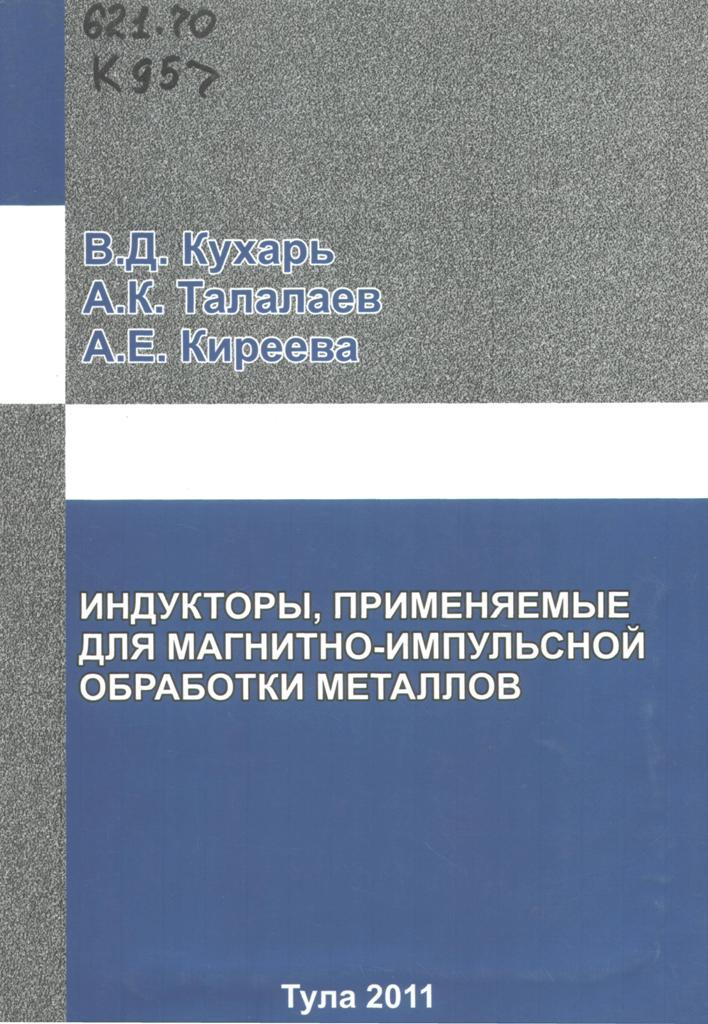 621.70
К957
В.Д. Кухарь
А.К. Талалаев
А.Е. Киреева
ИНДУКТОРЫ, ПРИМЕНЯЕМЫЕ
ДЛЯ МАГНИТНО-ИМПУЛЬСНОЙ
ОБРАБОТКИ МЕТАЛЛОВ
Тула 2011